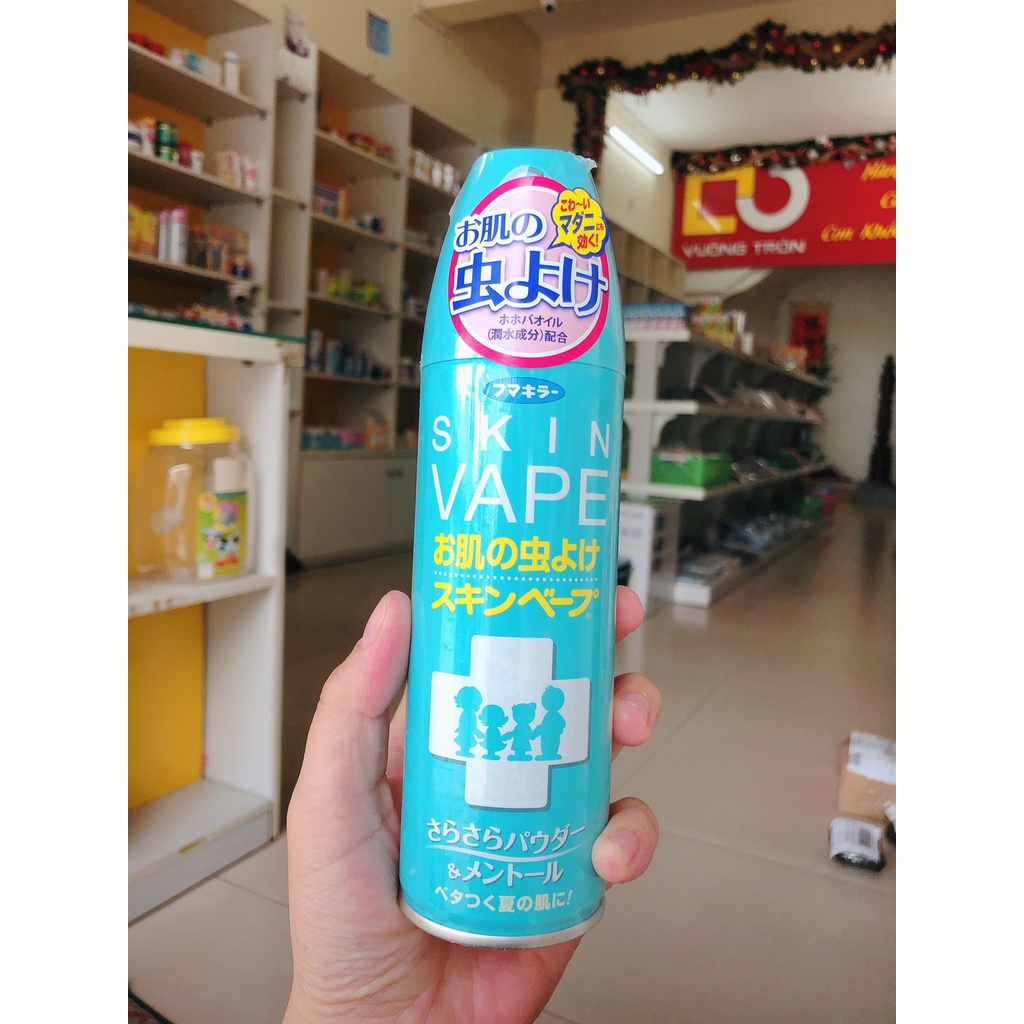 こわ〜い
マダニにも
効く!
お肌の
虫よけ
ホホバオイル
(潤水成分)配合
フマキラー
SKIN
VAPE
お肌の虫よけ
スキンベープ
さらさらパウダー
&メントール
ベタつく夏の肌に!
VUÔNG TRÒN